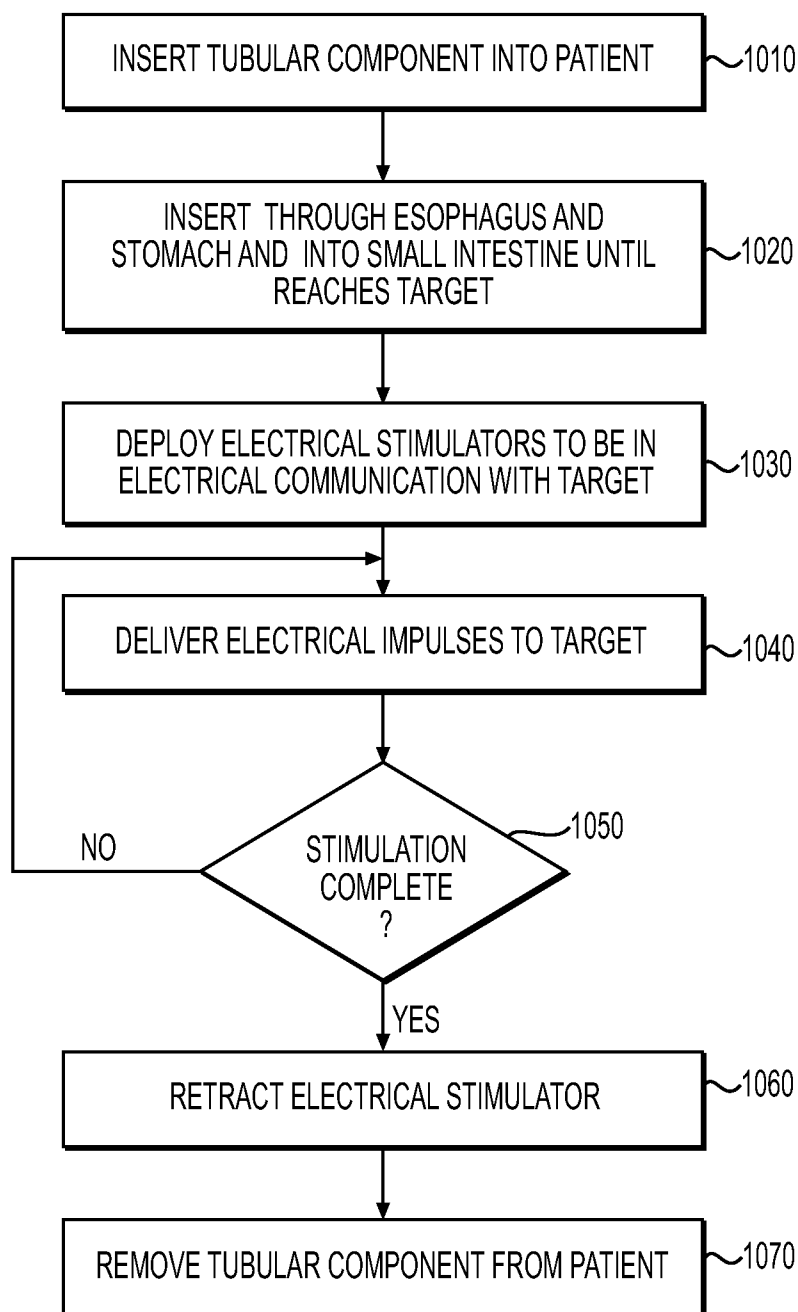 INSERT TUBULAR COMPONENT INTO PATIENT
1010
INSERT THROUGH ESOPHAGUS AND
STOMACH AND INTO SMALL INTESTINE UNTIL
REACHES TARGET
1020
DEPLOY ELECTRICAL STIMULATORS TO BE IN
ELECTRICAL COMMUNICATION WITH TARGET
1030
DELIVER ELECTRICAL IMPULSES TO TARGET
1040
STIMULATION
COMPLETE
?
1050
NO
YES
RETRACT ELECTRICAL STIMULATOR
1060
REMOVE TUBULAR COMPONENT FROM PATIENT
1070